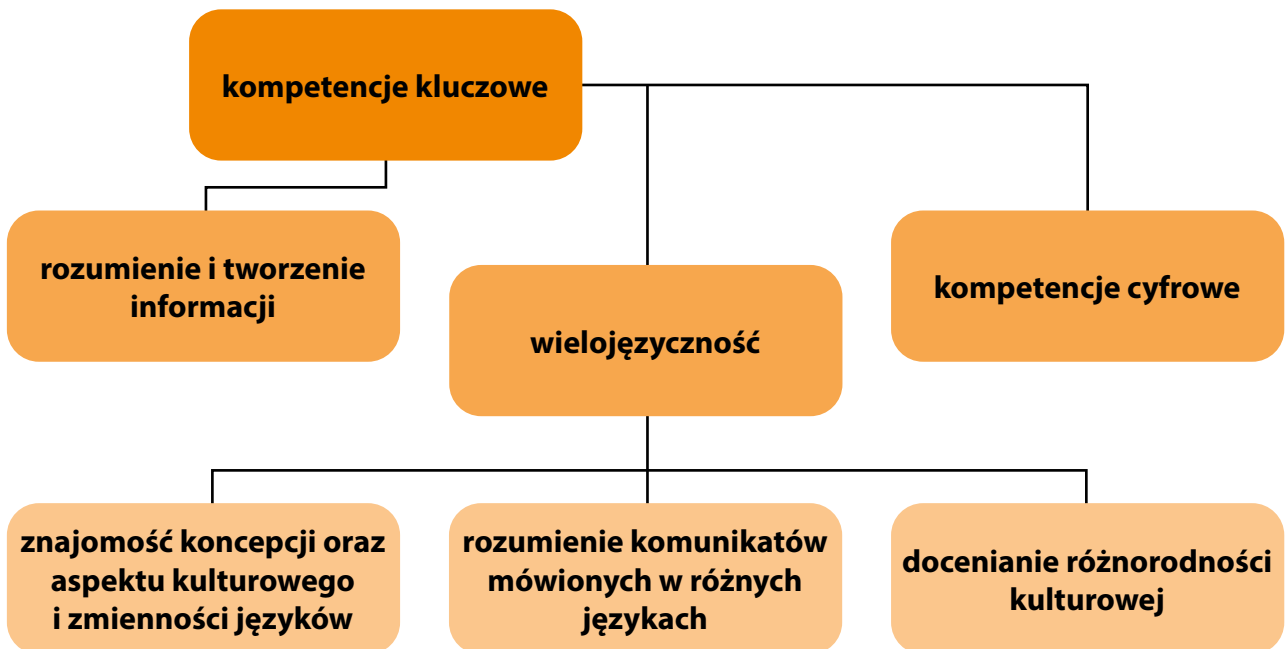 kompetencje kluczowe
rozumienie i tworzenie
informacji
wielojęzyczność
kompetencje cyfrowe
znajomość koncepcji oraz
aspektu kulturowego
i zmienności języków
rozumienie komunikatów
mówionych w różnych
językach
docenianie różnorodności
kulturowej